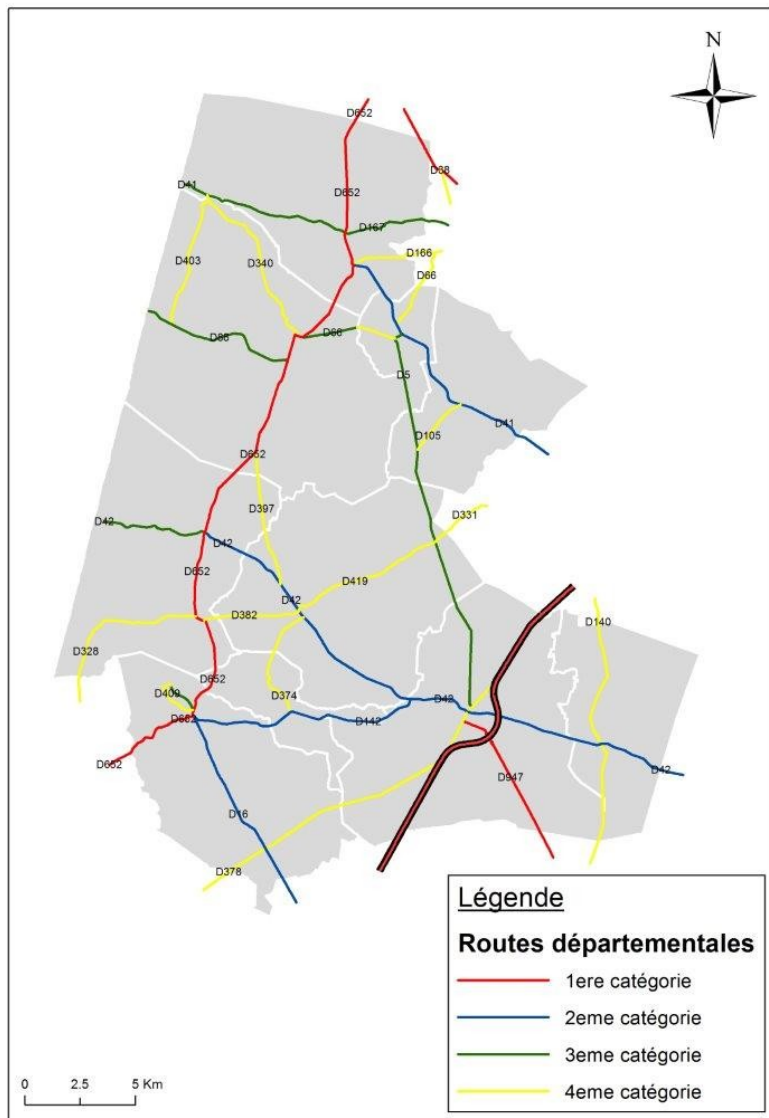 N
D652
D38
D652
D41
D167
D166
D403
D340
D66
D66
D88
D5
D41
D105
D652
D397
D331
D42
D42
D652
D419
D42
D382
D140
D328
D652
D409
D374
D42
D682
D142
D652
D947
D42
D16
D378
Légende
Routes départementales
1ere catégorie
2eme catégorie
3eme catégorie
4eme catégorie
0 2.5 5 Km